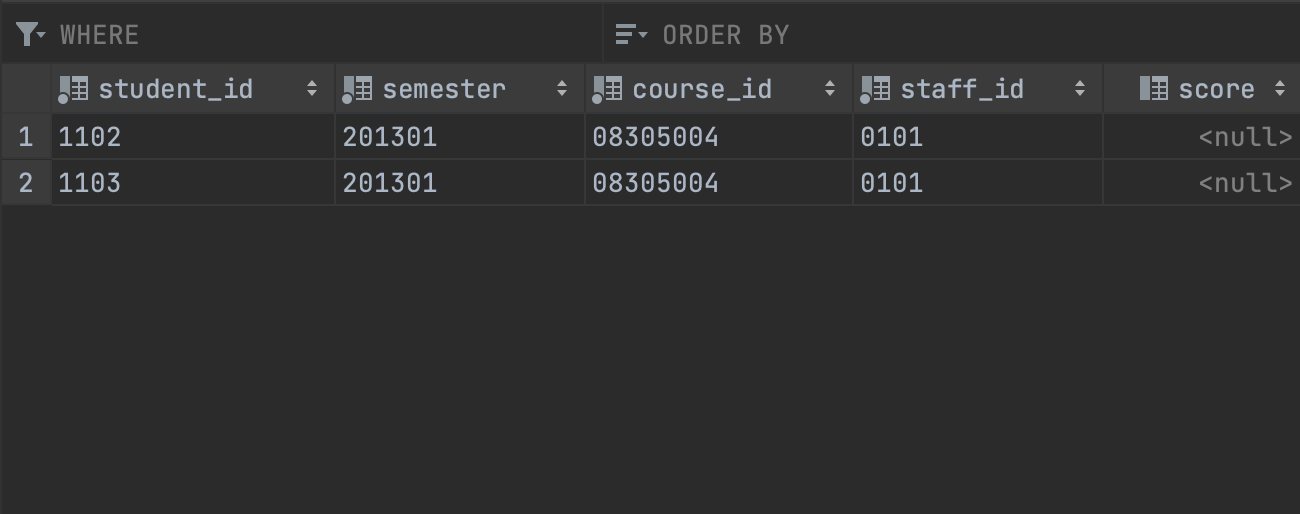 WHERE ORDER BY
student_id semester course_id staff_id score
1 1102 201301 08305004 0101 <null>
2 1103 201301 08305004 0101 <null>